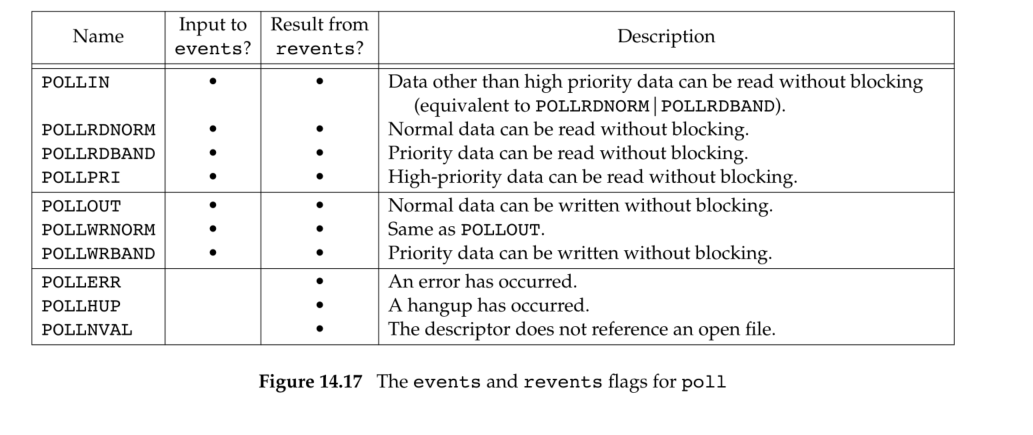 Name Input to events? Result from revents? Description
POLLIN • • Data other than high priority data can be read without blocking
(equivalent to POLLRDNORM|POLLRDBAND).
POLLRDNORM • • Normal data can be read without blocking.
POLLRDBAND • • Priority data can be read without blocking.
POLLPRI • • High-priority data can be read without blocking.
POLLOUT • • Normal data can be written without blocking.
POLLWRNORM • • Same as POLLOUT.
POLLWRBAND • • Priority data can be written without blocking.
POLLERR • An error has occurred.
POLLHUP • A hangup has occurred.
POLLNVAL • The descriptor does not reference an open file.
Figure 14.17 The events and revents flags for poll